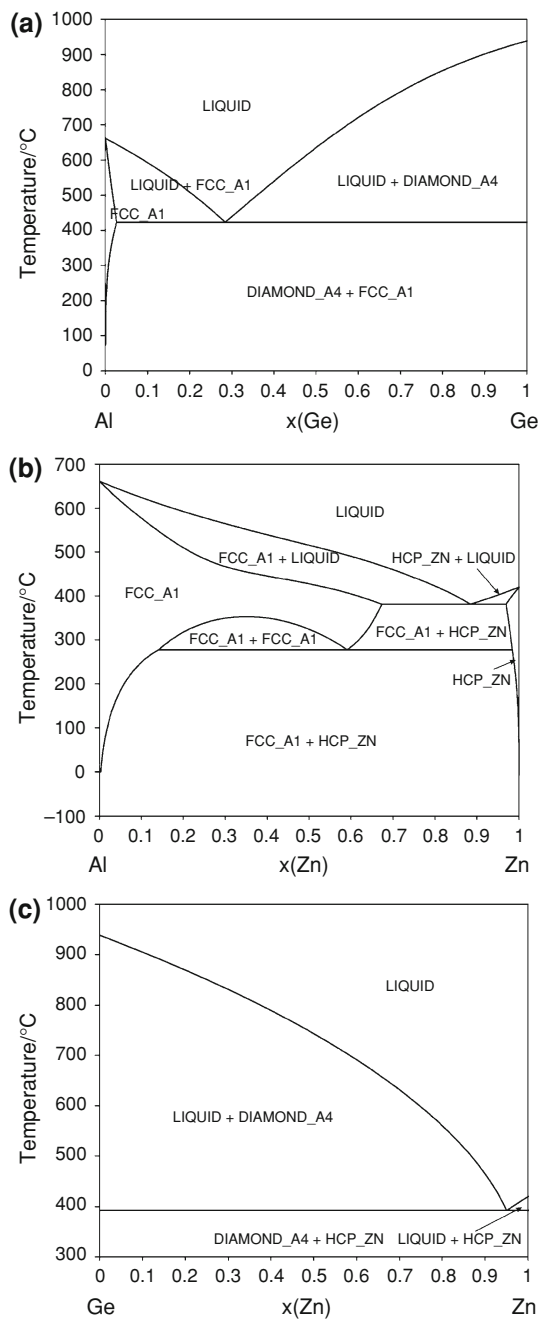 (a)
1000
900
800
700
600
500
400
300
200
100
0
Temperature/°C
LIQUID
LIQUID + FCC_A1
LIQUID + DIAMOND_A4
FCC_A1
DIAMOND_A4 + FCC_A1
0 0.1 0.2 0.3 0.4 0.5 0.6 0.7 0.8 0.9 1
Al x(Ge) Ge
(b)
700
600
500
400
300
200
100
0
–100
Temperature/°C
LIQUID
FCC_A1 + LIQUID
HCP_ZN + LIQUID
FCC_A1
FCC_A1 + FCC_A1
FCC_A1 + HCP_ZN
HCP_ZN
FCC_A1 + HCP_ZN
0 0.1 0.2 0.3 0.4 0.5 0.6 0.7 0.8 0.9 1
Al x(Zn) Zn
(c)
1000
900
800
700
600
500
400
300
Temperature/°C
LIQUID
LIQUID + DIAMOND_A4
DIAMOND_A4 + HCP_ZN LIQUID + HCP_ZN
0 0.1 0.2 0.3 0.4 0.5 0.6 0.7 0.8 0.9 1
Ge x(Zn) Zn